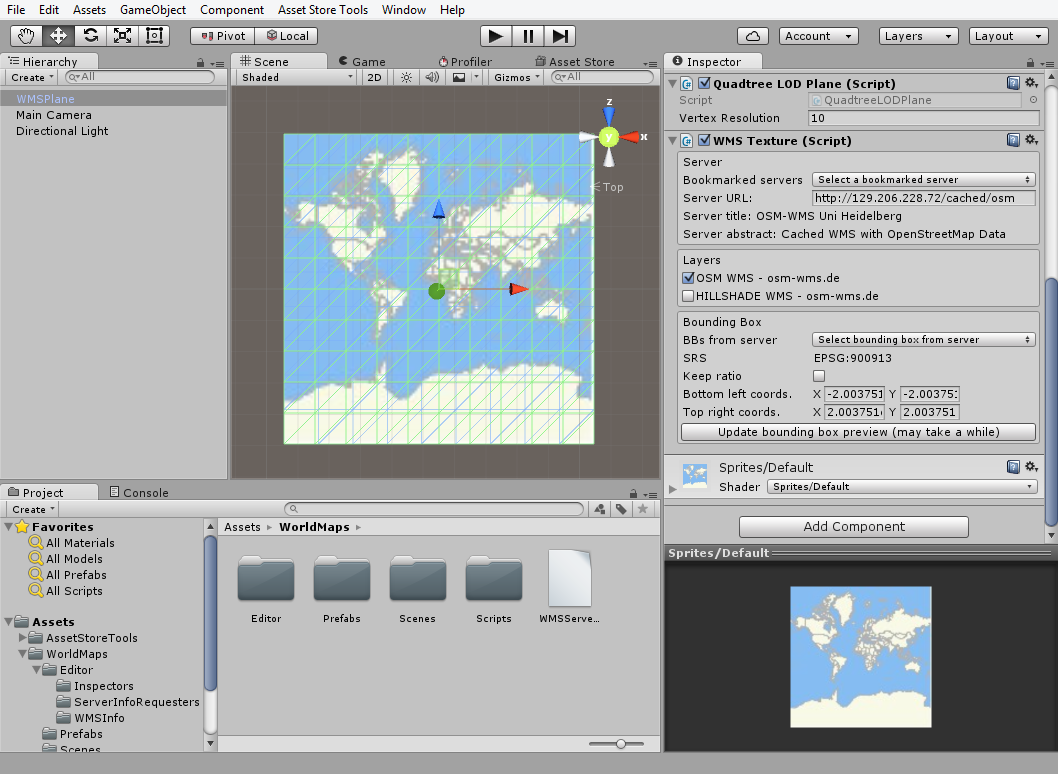 File Edit Assets GameObject Component Asset Store Tools Window Help
Pivot Local Account Layers Layout
Hierarchy
Create All
WMSPlane
Main Camera
Directional Light
Scene Game Profiler Asset Store
Shaded 2D Gizmos All
z
y
x
Top
Inspector
Quadtree LOD Plane (Script)
Script QuadtreeLODPlane
Vertex Resolution 10
WMS Texture (Script)
Server
Bookmarked servers Select a bookmarked server
Server URL: http://129.206.228.72/cached/osm
Server title: OSM-WMS Uni Heidelberg
Server abstract: Cached WMS with OpenStreetMap Data
Layers
OSM WMS - osm-wms.de
HILLSHADE WMS - osm-wms.de
Bounding Box
BBs from server Select bounding box from server
SRS EPSG:900913
Keep ratio
Bottom left coords. X -2.003751 Y -2.00375
Top right coords. X 2.003751 Y 2.003751
Update bounding box preview (may take a while)
Sprites/Default
Shader Sprites/Default
Add Component
Sprites/Default
Project Console
Create
Favorites
All Materials
All Models
All Prefabs
All Scripts
Assets
AssetStoreTools
WorldMaps
Editor
Inspectors
ServerInfoRequesters
WMSInfo
Prefabs
Scenes
Assets WorldMaps
Editor Prefabs Scenes Scripts WMSServe...